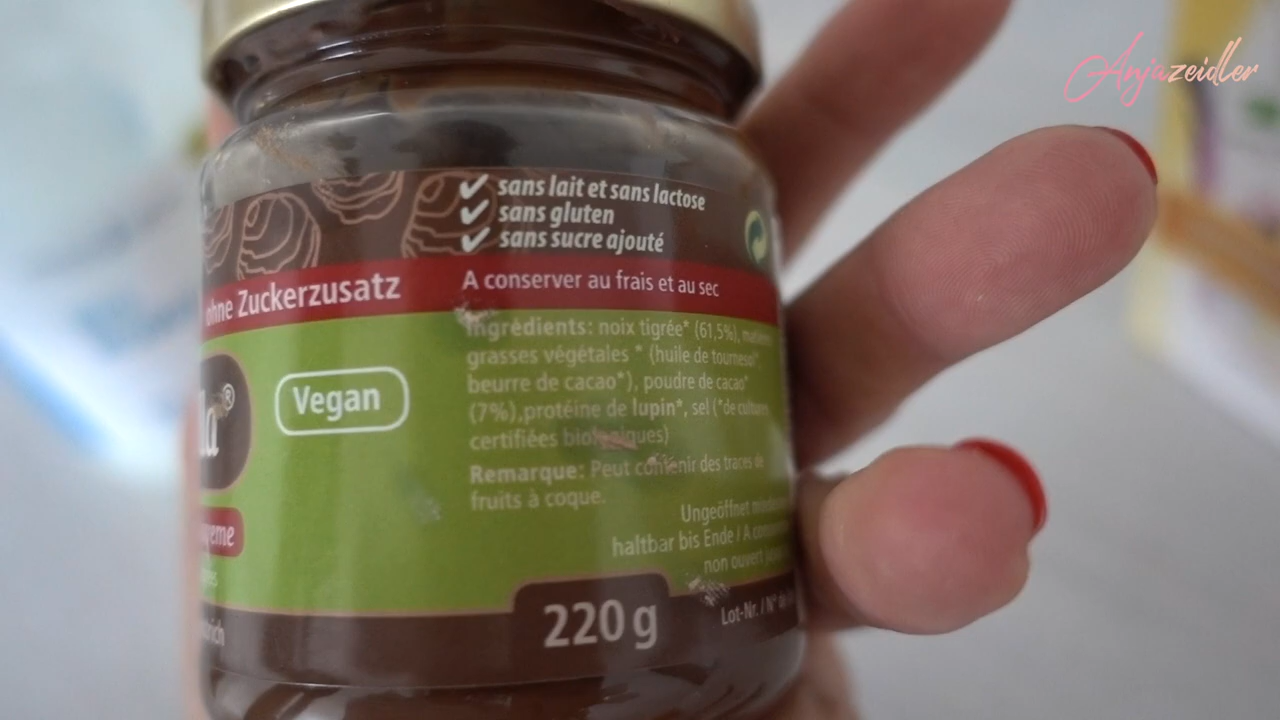 Anjazeidler
sans lait et sans lactose
sans gluten
sans sucre ajouté
ohne Zuckerzusatz
A conserver au frais et au sec
Vegan
Ingrédients: noix tigrée* (61,5%),
grasses végétales * (huile de tournesol*,
beurre de cacao*), poudre de cacao*
(7%),protéine de lupin*, sel (*de cultures
certifiées biologiques)
Remarque: Peut contenir des traces de
fruits à coque.
Ungeöffnet
haltbar bis Ende / A
non ouvert
220 g
Lot-Nr. / N°